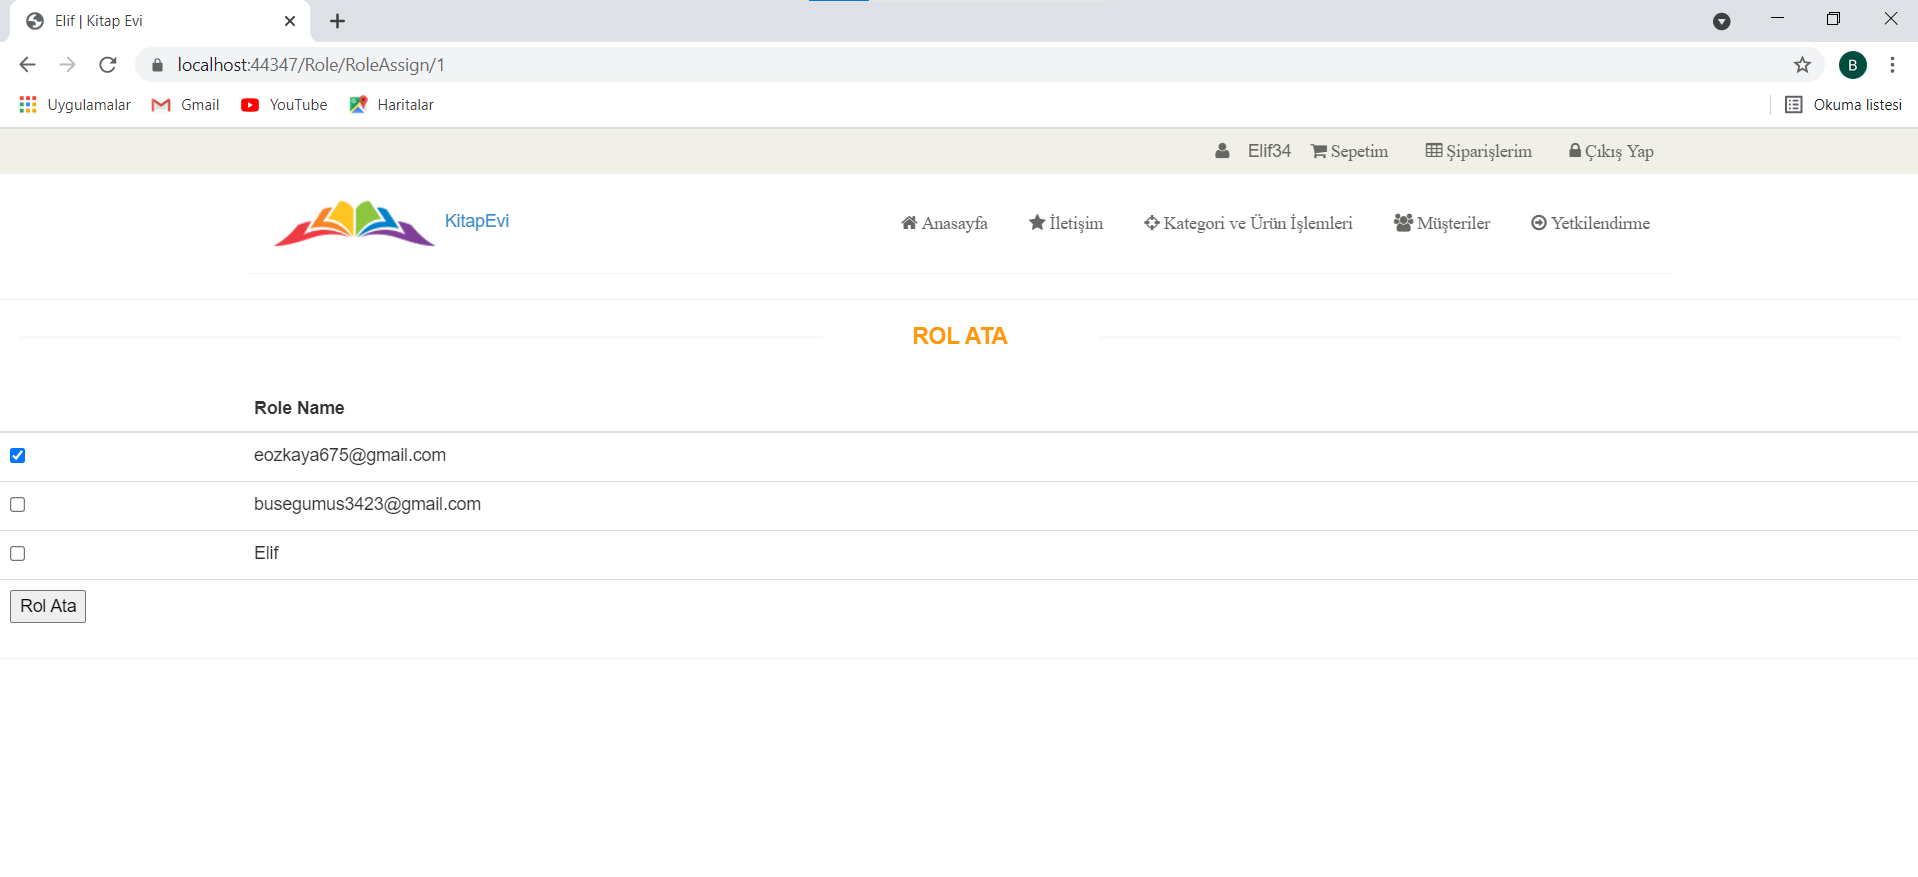 Elif | Kitap Evi
localhost:44347/Role/RoleAssign/1
B
Uygulamalar Gmail YouTube Haritalar Okuma listesi
Elif34 Sepetim Şiparişlerim Çıkış Yap
KitapEvi Anasayfa İletişim Kategori ve Ürün İşlemleri Müşteriler Yetkilendirme
ROL ATA
Role Name
eozkaya675@gmail.com
busegumus3423@gmail.com
Elif
Rol Ata